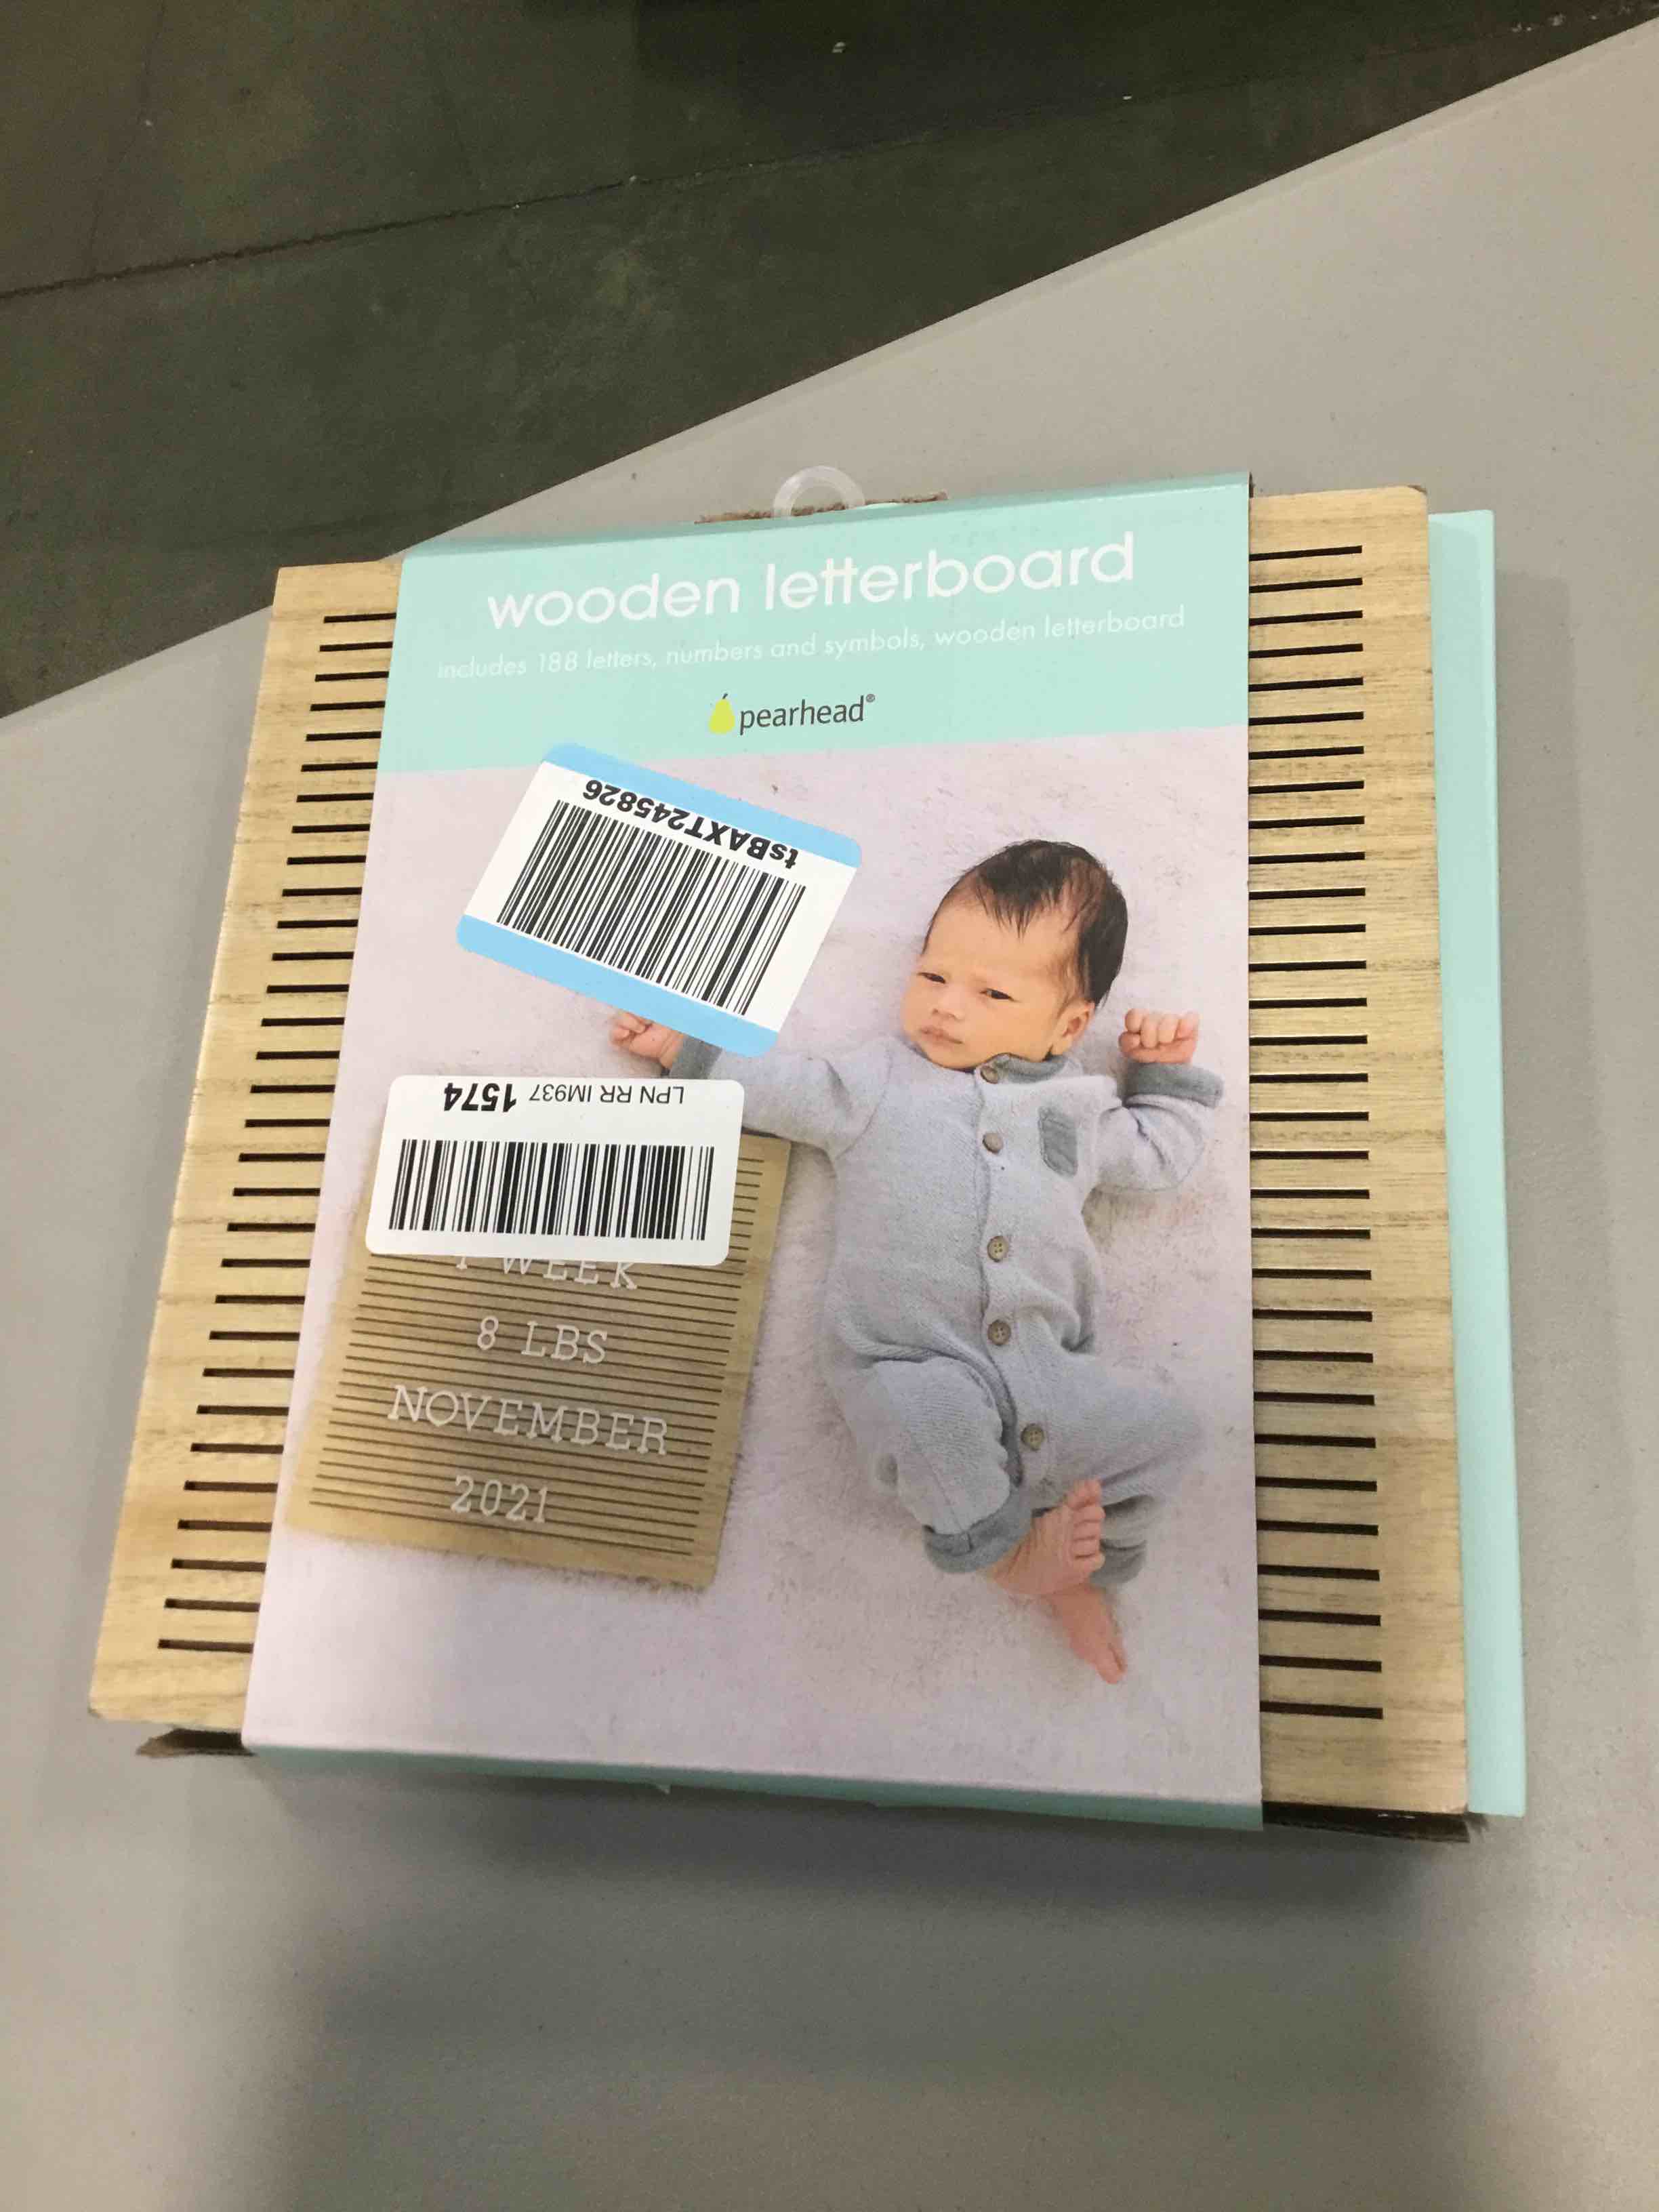 wooden letterboard
includes 188 letters, numbers and symbols, wooden letterboard
pearhead®
tsBAXT245826
LPN RR IM937 1574
WEEK
8 LBS
NOVEMBER
2021